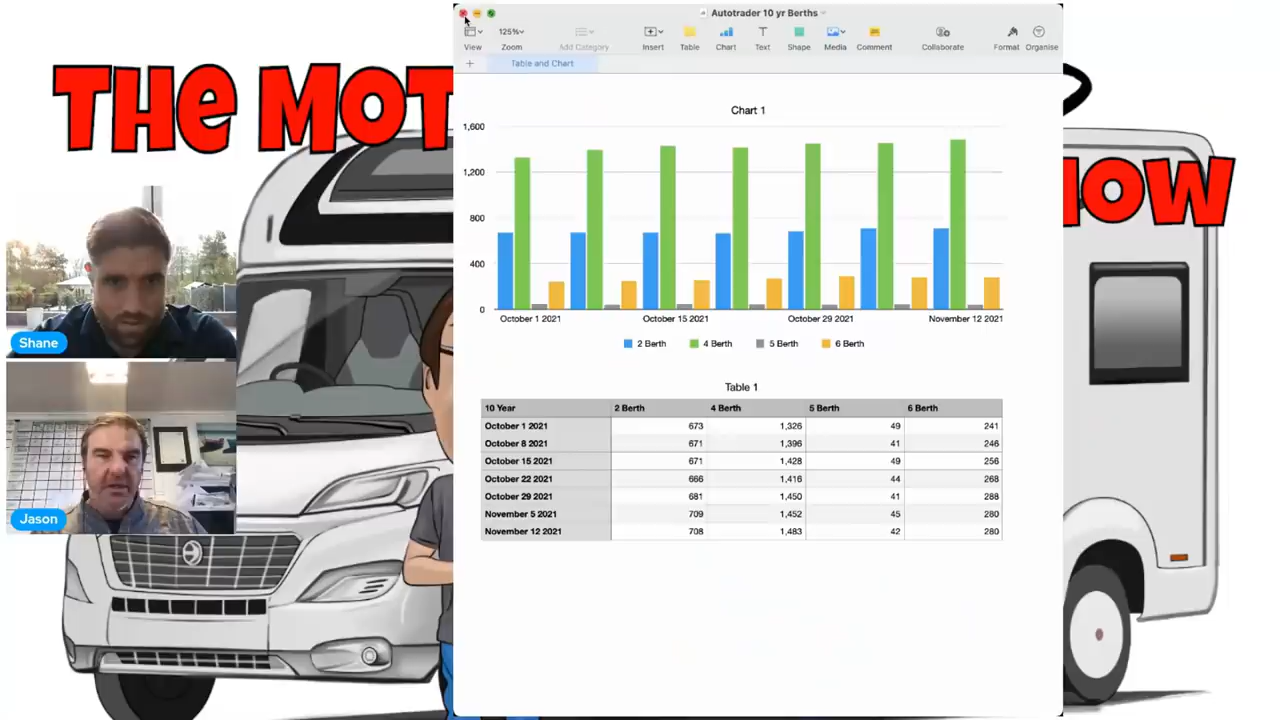 THE MOT
HOW
Shane
Jason
Autotrader 10 yr Berths
125%
View
Zoom
Add Category
Insert
Table
Chart
Text
Shape
Media
Comment
Collaborate
Format
Organise
+
Table and Chart
Chart 1
1,600
1,200
800
400
0
October 1 2021
October 15 2021
October 29 2021
November 12 2021
2 Berth
4 Berth
5 Berth
6 Berth
Table 1
10 Year 2 Berth 4 Berth 5 Berth 6 Berth
October 1 2021 673 1,326 49 241
October 8 2021 671 1,396 41 246
October 15 2021 671 1,428 49 256
October 22 2021 666 1,416 44 268
October 29 2021 681 1,450 41 288
November 5 2021 709 1,452 45 280
November 12 2021 708 1,483 42 280